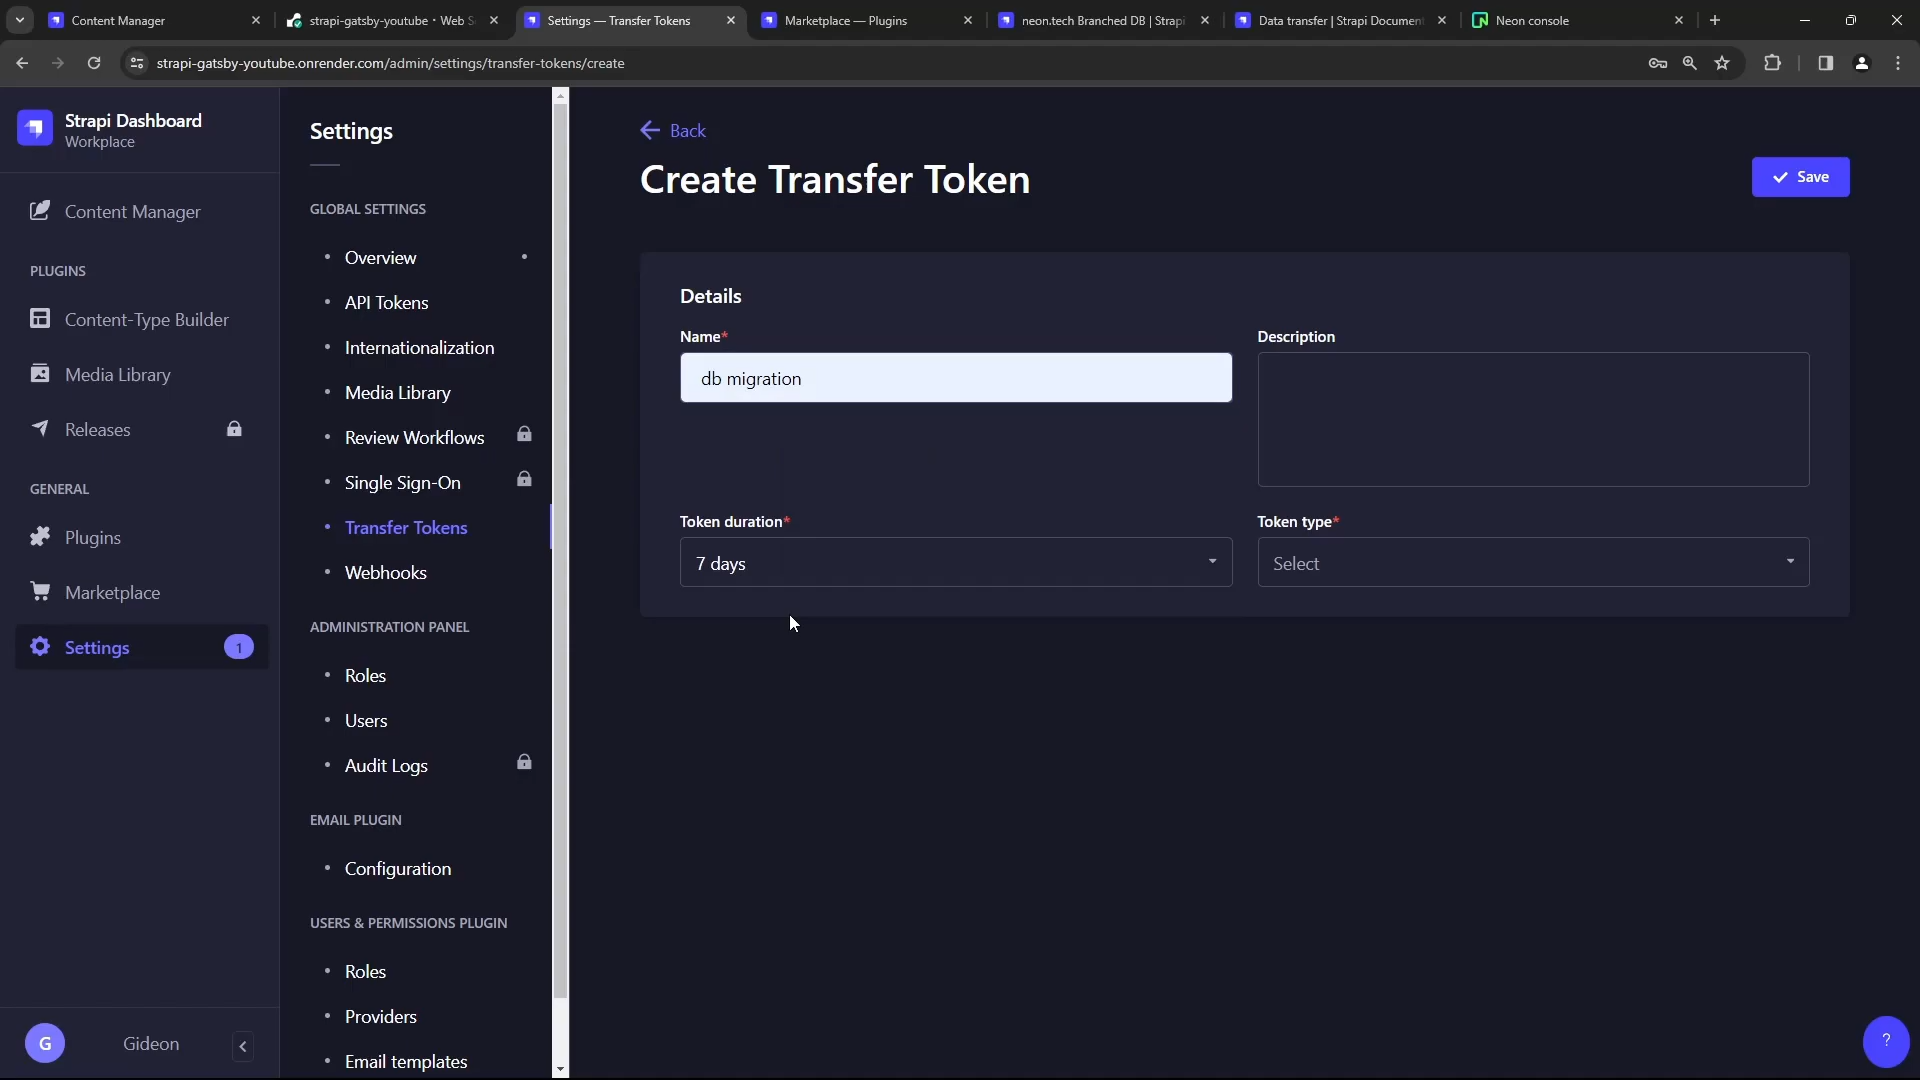 Content Manager
strapi-gatsby-youtube · Web S
Settings — Transfer Tokens
Marketplace — Plugins
neon.tech Branched DB | Strapi
Data transfer | Strapi Document
Neon console
strapi-gatsby-youtube.onrender.com/admin/settings/transfer-tokens/create
Strapi Dashboard
Workplace
Content Manager
PLUGINS
Content-Type Builder
Media Library
Releases
GENERAL
Plugins
Marketplace
Settings
1
G
Gideon
Settings
GLOBAL SETTINGS
Overview
API Tokens
Internationalization
Media Library
Review Workflows
Single Sign-On
Transfer Tokens
Webhooks
ADMINISTRATION PANEL
Roles
Users
Audit Logs
EMAIL PLUGIN
Configuration
USERS & PERMISSIONS PLUGIN
Roles
Providers
Email templates
Back
Create Transfer Token
Save
Details
Name*
db migration
Description
Token duration*
7 days
Token type*
Select
?